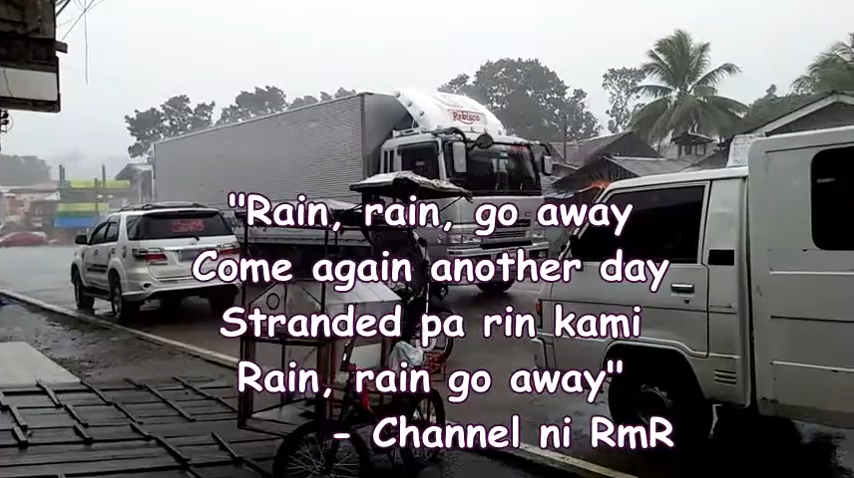 Rebisco
"Rain, rain, go away
Come again another day
Stranded pa rin kami
Rain, rain go away"
- Channel ni RmR